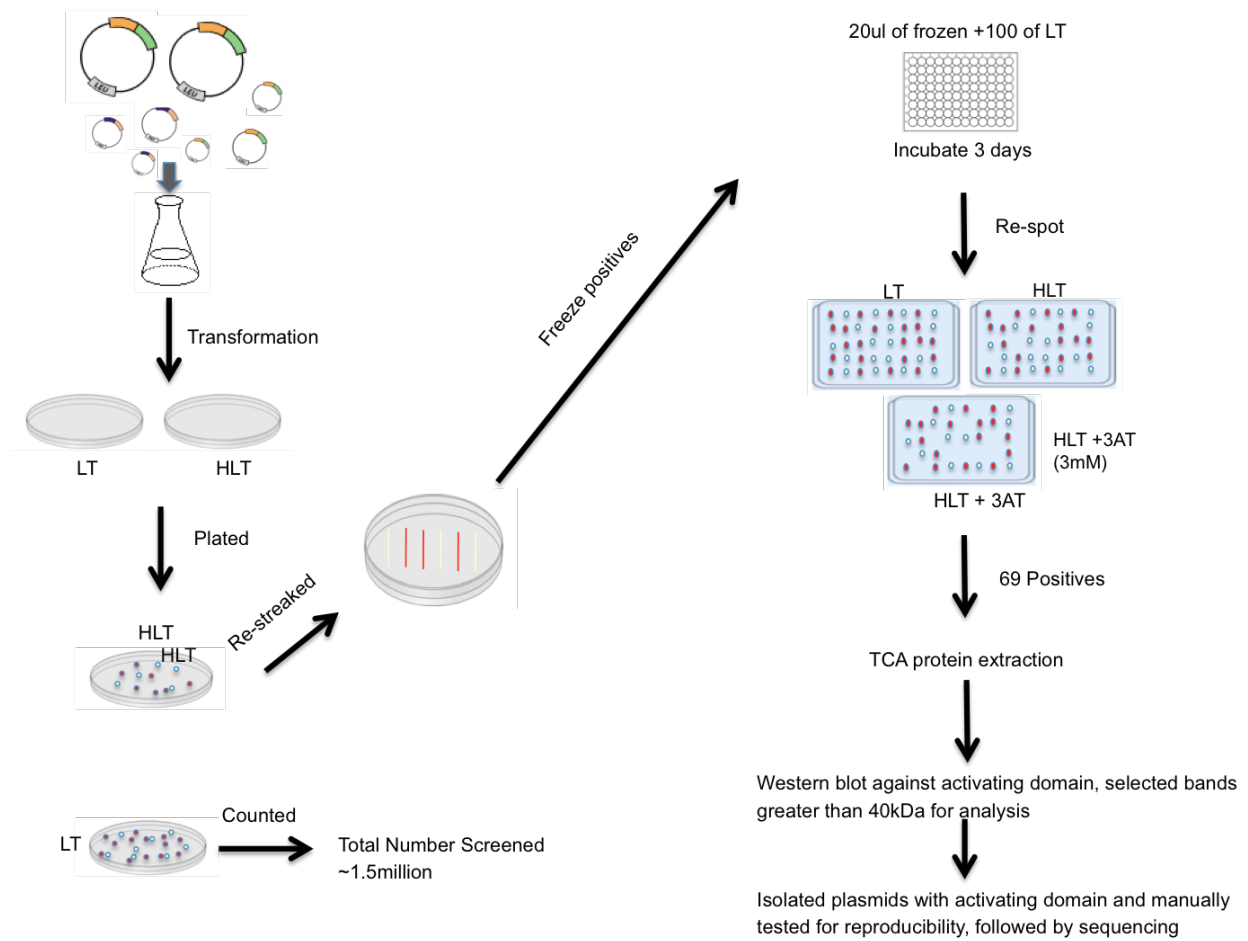 LEU
LEU
Transformation
LT
HLT
Plated
HLT
HLT
Re-streaked
LT
Counted
Total Number Screened
~1.5million
Freeze positives
20ul of frozen +100 of LT
Incubate 3 days
Re-spot
LT
HLT
HLT +3AT
(3mM)
HLT + 3AT
69 Positives
TCA protein extraction
Western blot against activating domain, selected bands
greater than 40kDa for analysis
Isolated plasmids with activating domain and manually
tested for reproducibility, followed by sequencing